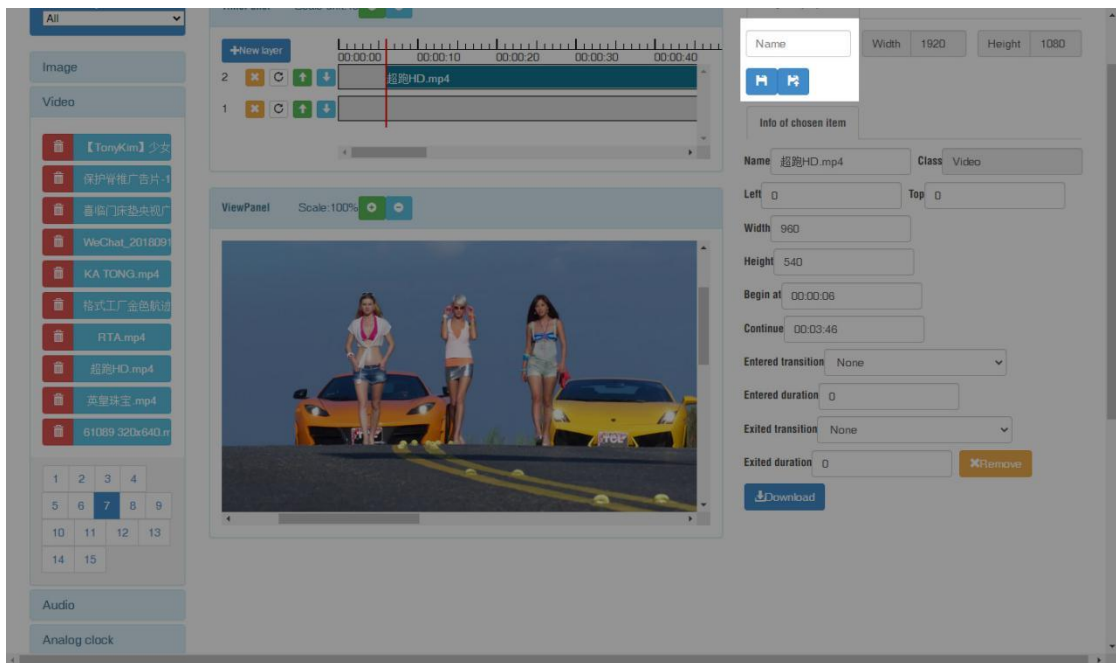 All
Image
Video
【TonyKim】少女
保护脊椎广告片-1
喜临门床垫央视广
WeChat_2018091
KA TONG.mp4
格式工厂金色航迪
RTA.mp4
超跑HD.mp4
英皇珠宝.mp4
61089 320x640.m
1 2 3 4
5 6 7 8 9
10 11 12 13
14 15
Audio
Analog clock
New layer
00:00:00 00:00:10 00:00:20 00:00:30 00:00:40
2 超跑HD.mp4
1
ViewPanel Scale:100%
TCL TCL
Name Width 1920 Height 1080
Info of chosen item
Name 超跑HD.mp4 Class Video
Left 0 Top 0
Width 960
Height 540
Begin at 00:00:06
Continue 00:03:46
Entered transition None
Entered duration 0
Exited transition None
Exited duration 0 Remove
Download